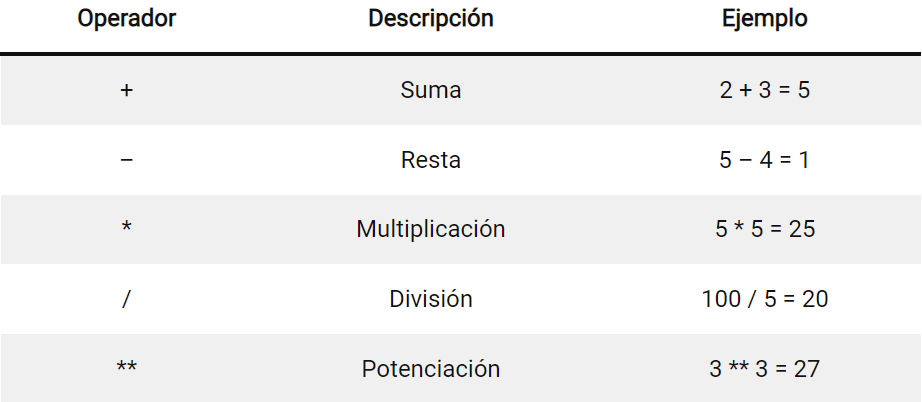 Operador Descripción Ejemplo
+ Suma 2 + 3 = 5
– Resta 5 – 4 = 1
* Multiplicación 5 * 5 = 25
/ División 100 / 5 = 20
** Potenciación 3 ** 3 = 27